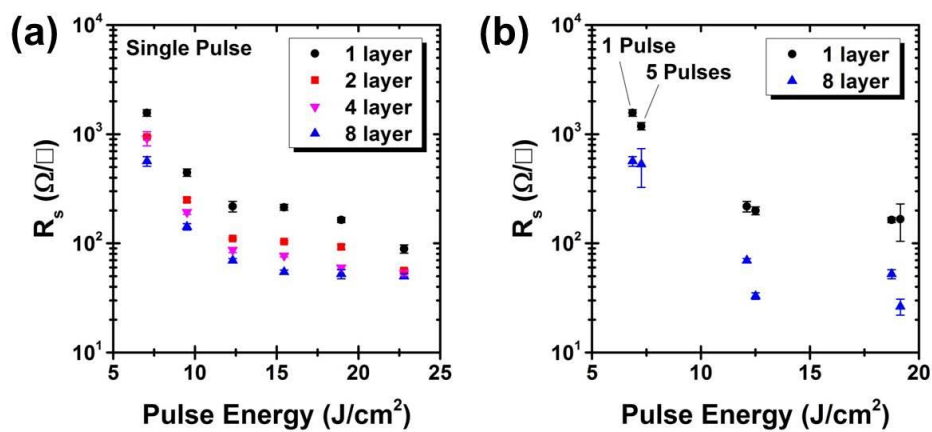 (a)
Single Pulse
1 layer
2 layer
4 layer
8 layer
10⁴
10³
10²
10¹
Rₛ (Ω/□)
5 10 15 20 25
Pulse Energy (J/cm²)
(b)
1 Pulse
5 Pulses
1 layer
8 layer
10⁴
10³
10²
10¹
Rₛ (Ω/□)
5 10 15 20
Pulse Energy (J/cm²)